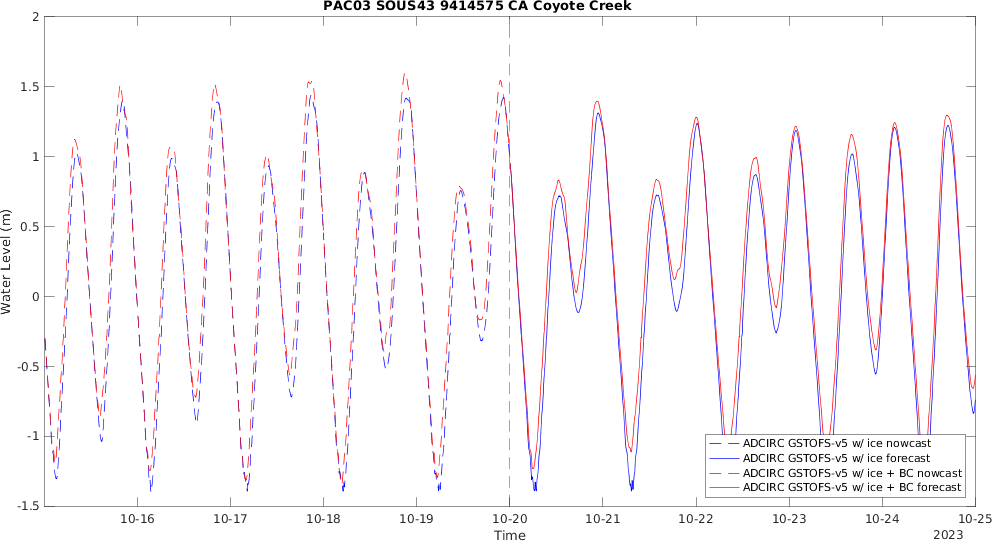 PAC03 SOUS43 9414575 CA Coyote Creek
2
1.5
1
0.5
0
-0.5
-1
-1.5
Water Level (m)
10-16 10-17 10-18 10-19 10-20 10-21 10-22 10-23 10-24 10-25
Time
2023
ADCIRC GSTOFS-v5 w/ ice nowcast
ADCIRC GSTOFS-v5 w/ ice forecast
ADCIRC GSTOFS-v5 w/ ice + BC nowcast
ADCIRC GSTOFS-v5 w/ ice + BC forecast